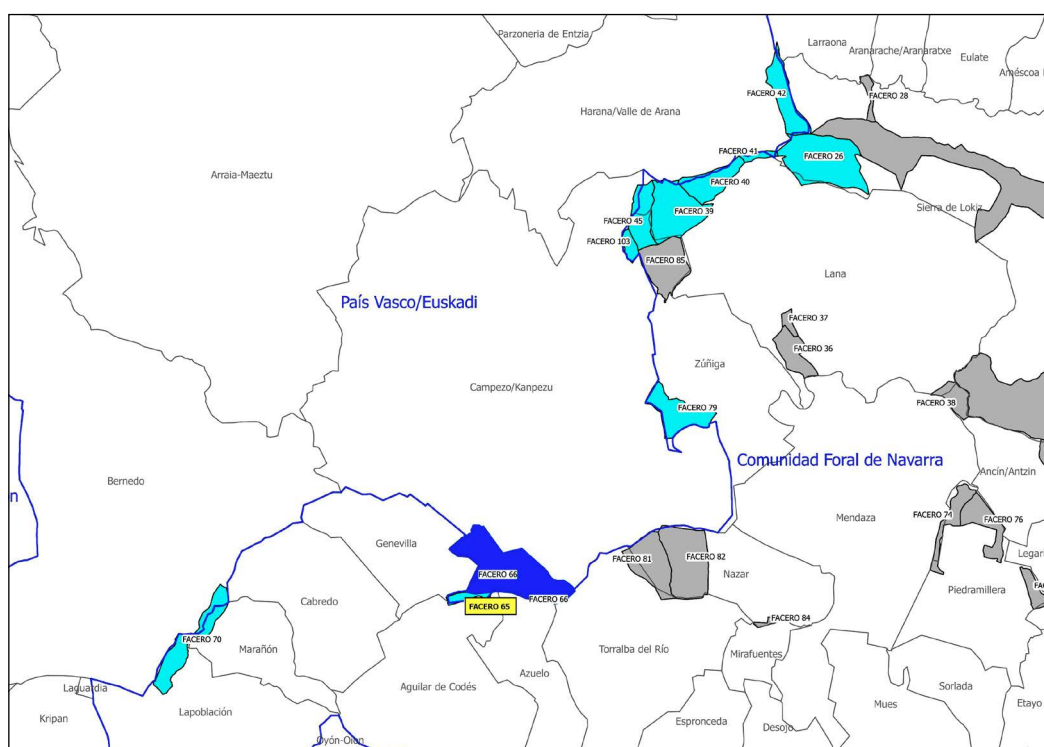 Parzoneria de Entzia
Larraona
Aranarache/Aranaratxe
Eulate
Améscoa
FACERO 42
FACERO 28
Harana/Valle de Arana
FACERO 41
FACERO 26
Arraia-Maeztu
FACERO 40
Sierra de Lokiz
FACERO 39
FACERO 45
FACERO 103
FACERO 85
Lana
País Vasco/Euskadi
FACERO 37
FACERO 36
Zúñiga
Campezo/Kanpezu
FACERO 38
FACERO 79
Comunidad Foral de Navarra
Ancín/Antzin
Bernedo
n
Mendaza
FACERO 74
FACERO 76
Genevilla
Legari
FACERO 81
FACERO 82
Nazar
FACERO 66
Piedramillera
FACERO 66
Cabredo
FACERO 65
FACERO 84
FACERO 70
Marañón
Torralba del Río
Mirafuentes
Azuelo
Aguilar de Codés
Laguardia
Lapoblación
Sorlada
Kripan
Mues
Etayo
Espronceda
Desojo
Oyón-Oion